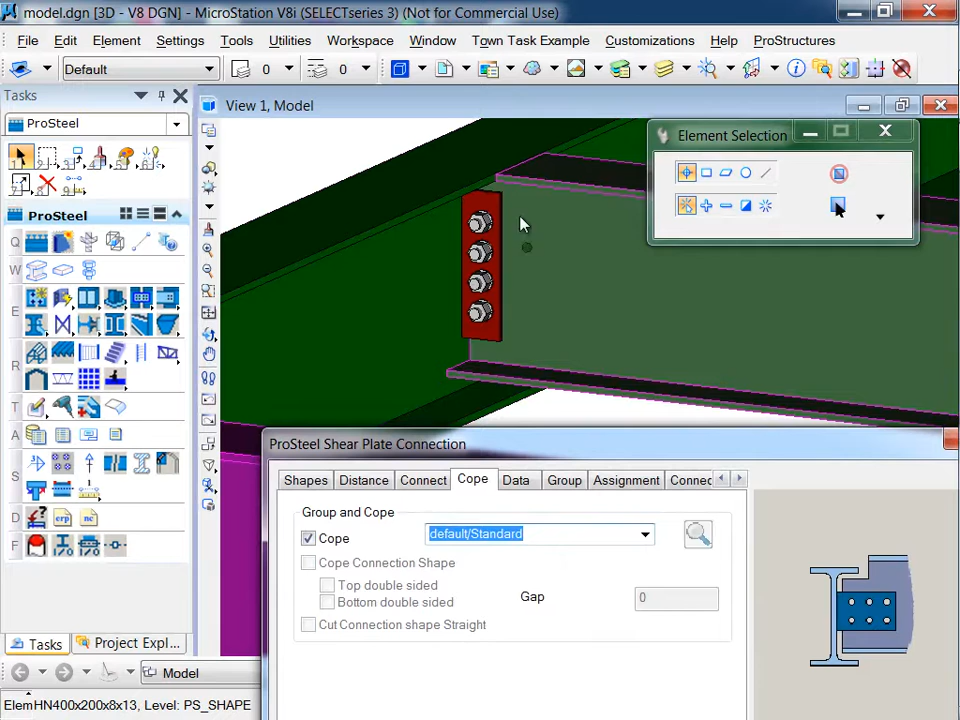 model.dgn [3D - V8 DGN] - MicroStation V8i (SELECTseries 3) (Not for Commercial Use)
File Edit Element Settings Tools Utilities Workspace Window Town Task Example Customizations Help ProStructures
Default 0 0
Tasks
View 1, Model
Element Selection
ProSteel
ProSteel
Q
W
E
R
T
A
S
D
F
ProSteel Shear Plate Connection
Shapes Distance Connect Cope Data Group Assignment Connec
Group and Cope
Cope default/Standard
Cope Connection Shape
Top double sided
Bottom double sided
Gap 0
Cut Connection shape Straight
Tasks Project Expl...
Model
ElemHN400x200x8x13, Level: PS_SHAPE